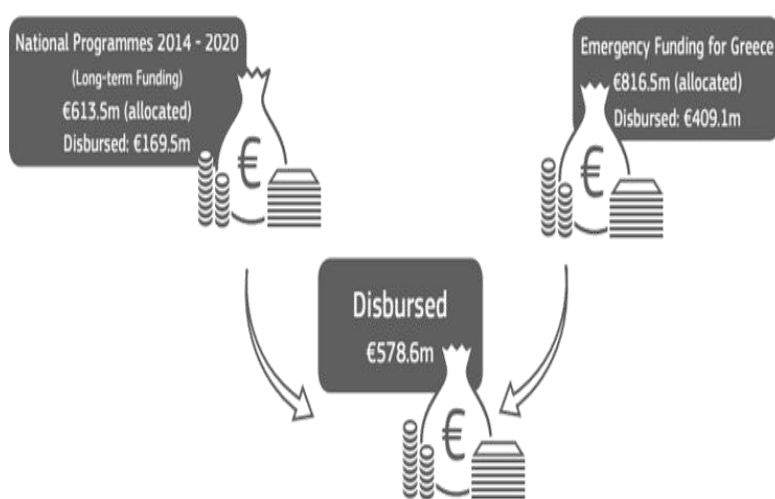 National Programmes 2014 - 2020
(Long-term Funding)
€613.5m (allocated)
Disbursed: €169.5m
€
Emergency Funding for Greece
€816.5m (allocated)
Disbursed: €409.1m
€
Disbursed
€578.6m
€